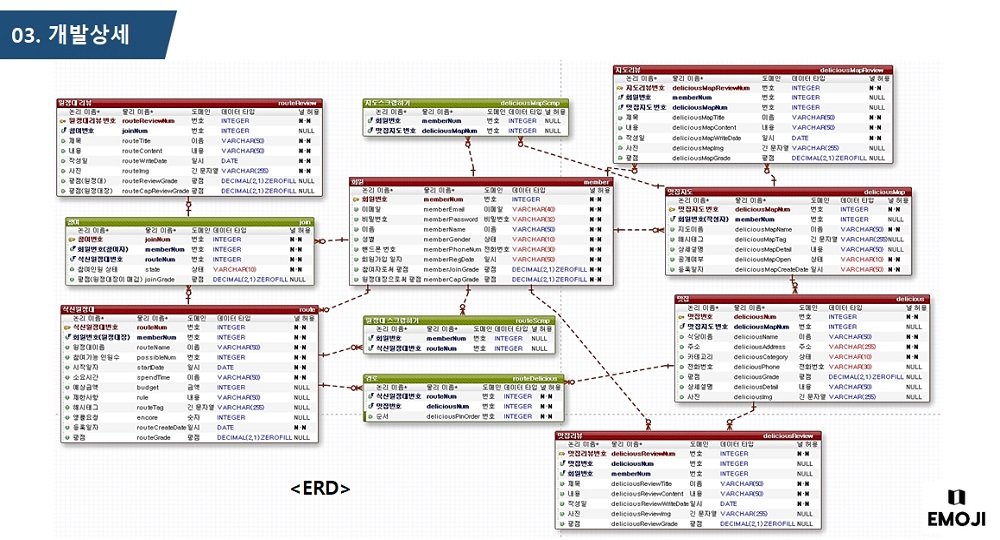 03. 개발상세
원정대 리뷰 routeReview
논리 이름* 물리 이름* 도메인 데이터 타입 널 허용
원정대리뷰 번호 routeReviewNum 번호 INTEGER N-N
참여번호 joinNum 번호 INTEGER NULL
제목 routeTitle 이름 VARCHAR(50) NULL
내용 routeContent 내용 VARCHAR(50) NULL
작성일 routeWriteDate 일시 DATE NULL
사진 routeImg 긴 문자열 VARCHAR(255) NULL
평점(원정대) routeReviewGrade 평점 DECIMAL(2,1) ZEROFILL NULL
평점(원정대장) routeCapReviewGrade 평점 DECIMAL(2,1) ZEROFILL NULL
지도스크랩하기 deliciousMapScrap
논리 이름* 물리 이름* 도메인 데이터 타입 널 허용
회원번호 memberNum 번호 INTEGER N-N
맛집지도 번호 deliciousMapNum 번호 INTEGER NULL
지도리뷰 deliciousMapReview
논리 이름* 물리 이름* 도메인 데이터 타입 널 허용
지도리뷰번호 deliciousMapReviewNum 번호 INTEGER N-N
회원번호 memberNum 번호 INTEGER NULL
맛집지도 번호 deliciousMapNum 번호 INTEGER NULL
제목 deliciousMapTitle 이름 VARCHAR(50) NULL
내용 deliciousMapContent 내용 VARCHAR(50) NULL
작성일 deliciousMapWriteDate 일시 DATE NULL
사진 deliciousMapImg 긴 문자열 VARCHAR(255) NULL
평점 deliciousMapGrade 평점 DECIMAL(2,1) ZEROFILL NULL
회원 member
논리 이름* 물리 이름* 도메인 데이터 타입 널 허용
회원번호 memberNum 번호 INTEGER N-N
이메일 memberEmail 이메일 VARCHAR(40) N-N
비밀번호 memberPassword 비밀번호 VARCHAR(32) N-N
이름 memberName 이름 VARCHAR(50) N-N
성별 memberGender 상태 VARCHAR(10) N-N
핸드폰 번호 memberPhoneNum 전화번호 VARCHAR(30) N-N
회원가입 일자 memberRegDate 일시 VARCHAR(50) N-N
참여자로써 평점 memberJoinGrade 평점 DECIMAL(2,1) ZEROFILL
원정대장으로써 평 memberCapGrade 평점 DECIMAL(2,1) ZEROFILL
맛집지도 deliciousMap
논리 이름* 물리 이름* 도메인 데이터 타입 널 허용
맛집지도번호 deliciousMapNum 번호 INTEGER N-N
회원번호(작성자) memberNum 번호 INTEGER NULL
지도이름 deliciousMapName 이름 VARCHAR(50) N-N
해시태그 deliciousMapTag 긴 문자열 VARCHAR(255) NULL
상세설명 deliciousMapDetail 내용 VARCHAR(50) NULL
공개여부 deliciousMapOpen 상태 VARCHAR(10) N-N
등록일자 deliciousMapCreateDate 일시 VARCHAR(50) N-N
참여 join
논리 이름* 물리 이름* 도메인 데이터 타입 널 허용
참여번호 joinNum 번호 INTEGER N-N
회원번호(참여자) memberNum 번호 INTEGER N-N
식신원정대번호 routeNum 번호 INTEGER N-N
참여인원 상태 state 상태 VARCHAR(10) N-N
평점(원정대장이 매김) joinGrade 평점 DECIMAL(2,1) ZEROFILL NULL
식신원정대 route
논리 이름* 물리 이름* 도메인 데이터 타입 널 허용
식신원정대번호 routeNum 번호 INTEGER N-N
회원번호(원정대장) memberNum 번호 INTEGER N-N
원정대이름 routeName 이름 VARCHAR(50) N-N
참여가능 인원수 possibleNum 번호 INTEGER N-N
시작일자 startDate 일시 DATE N-N
소요시간 spendTime 이름 VARCHAR(50) N-N
예상금액 budget 금액 INTEGER NULL
제한사항 rule 내용 VARCHAR(50) NULL
해시태그 routeTag 긴 문자열 VARCHAR(255) NULL
앵콜요청 encore 숫자 INTEGER NULL
등록일자 routeCreateDate 일시 DATE N-N
평점 routeGrade 평점 DECIMAL(2,1) ZEROFILL NULL
원정대 스크랩하기 routeScrap
논리 이름* 물리 이름* 도메인 데이터 타입 널 허용
회원번호 memberNum 번호 INTEGER N-N
식신원정대번호 routeNum 번호 INTEGER NULL
경로 routeDelicious
논리 이름* 물리 이름* 도메인 데이터 타입 널 허용
식신원정대번호 routeNum 번호 INTEGER N-N
맛집번호 deliciousNum 번호 INTEGER N-N
순서 deliciousPinOrder 번호 INTEGER N-N
맛집 delicious
논리 이름* 물리 이름* 도메인 데이터 타입 널 허용
맛집번호 deliciousNum 번호 INTEGER N-N
맛집지도번호 deliciousMapNum 번호 INTEGER NULL
식당이름 deliciousName 이름 VARCHAR(50) N-N
주소 deliciousAddress 주소 VARCHAR(255) N-N
카테고리 deliciousCategory 상태 VARCHAR(10) N-N
전화번호 deliciousPhone 전화번호 VARCHAR(30) NULL
평점 deliciousGrade 평점 DECIMAL(2,1) ZEROFILL NULL
상세설명 deliciousDetail 내용 VARCHAR(50) NULL
사진 deliciousImg 긴 문자열 VARCHAR(255) NULL
맛집리뷰 deliciousReview
논리 이름* 물리 이름* 도메인 데이터 타입 널 허용
맛집리뷰번호 deliciousReviewNum 번호 INTEGER N-N
맛집번호 deliciousNum 번호 INTEGER NULL
회원번호 memberNum 번호 INTEGER NULL
제목 deliciousReviewTitle 이름 VARCHAR(50) NULL
내용 deliciousReviewContent 내용 VARCHAR(50) NULL
작성일 deliciousReviewWriteDate 일시 DATE NULL
사진 deliciousReviewImg 긴 문자열 VARCHAR(255) NULL
평점 deliciousReviewGrade 평점 DECIMAL(2,1) ZEROFILL NULL
<ERD>
EMOJI